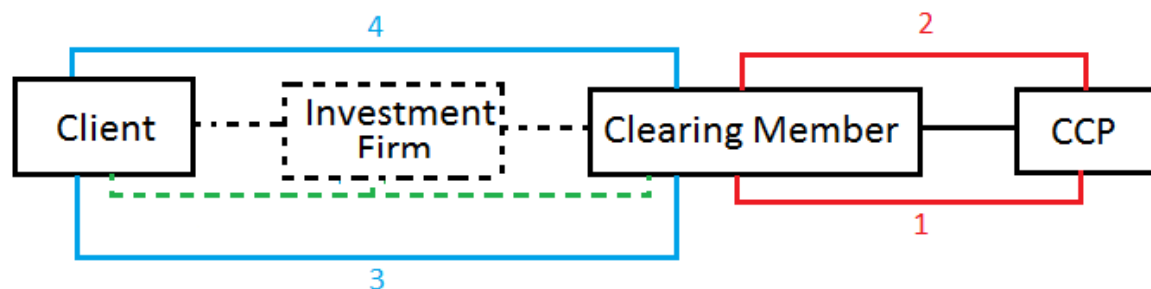 4
2
Client
Investment
Firm
Clearing Member
CCP
1
3